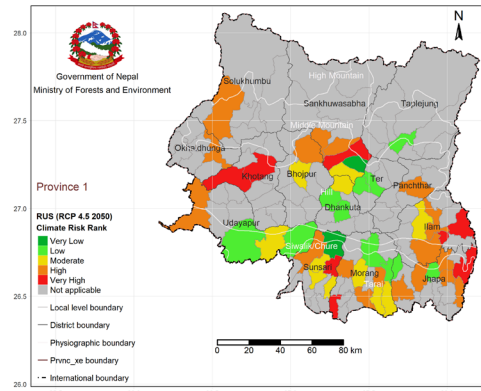 28.0
N
Government of Nepal
Ministry of Forests and Environment
Solukhumbu
High Mountain
Sankhuwasabha
Taplejung
27.5
Middle Mountain
Okhaldhunga
Khotang
Bhojpur
Ter
Panchthar
Province 1
Hill
27.0
Dhankuta
RUS (RCP 4.5 2050)
Climate Risk Rank
Udayapur
Ilam
Very Low
Low
Moderate
High
Very High
Not applicable
Siwalik/Chure
Sunsari
Morang
Jhapa
Tarai
26.5
Local level boundary
District boundary
Physiographic boundary
Prvnc_xe boundary
International boundary
0 20 40 60 80 km
26.0